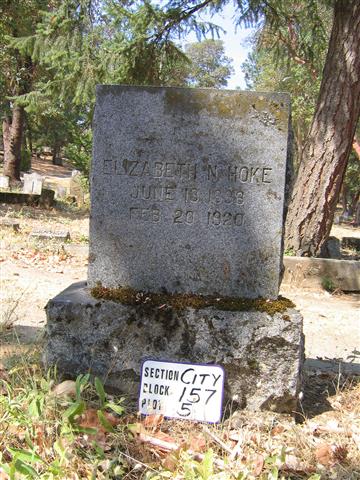 ELIZABETH N. HOKE
JUNE 18, 1838
FEB. 20, 1920
SECTION CITY
BLOCK 157
PLOT 5